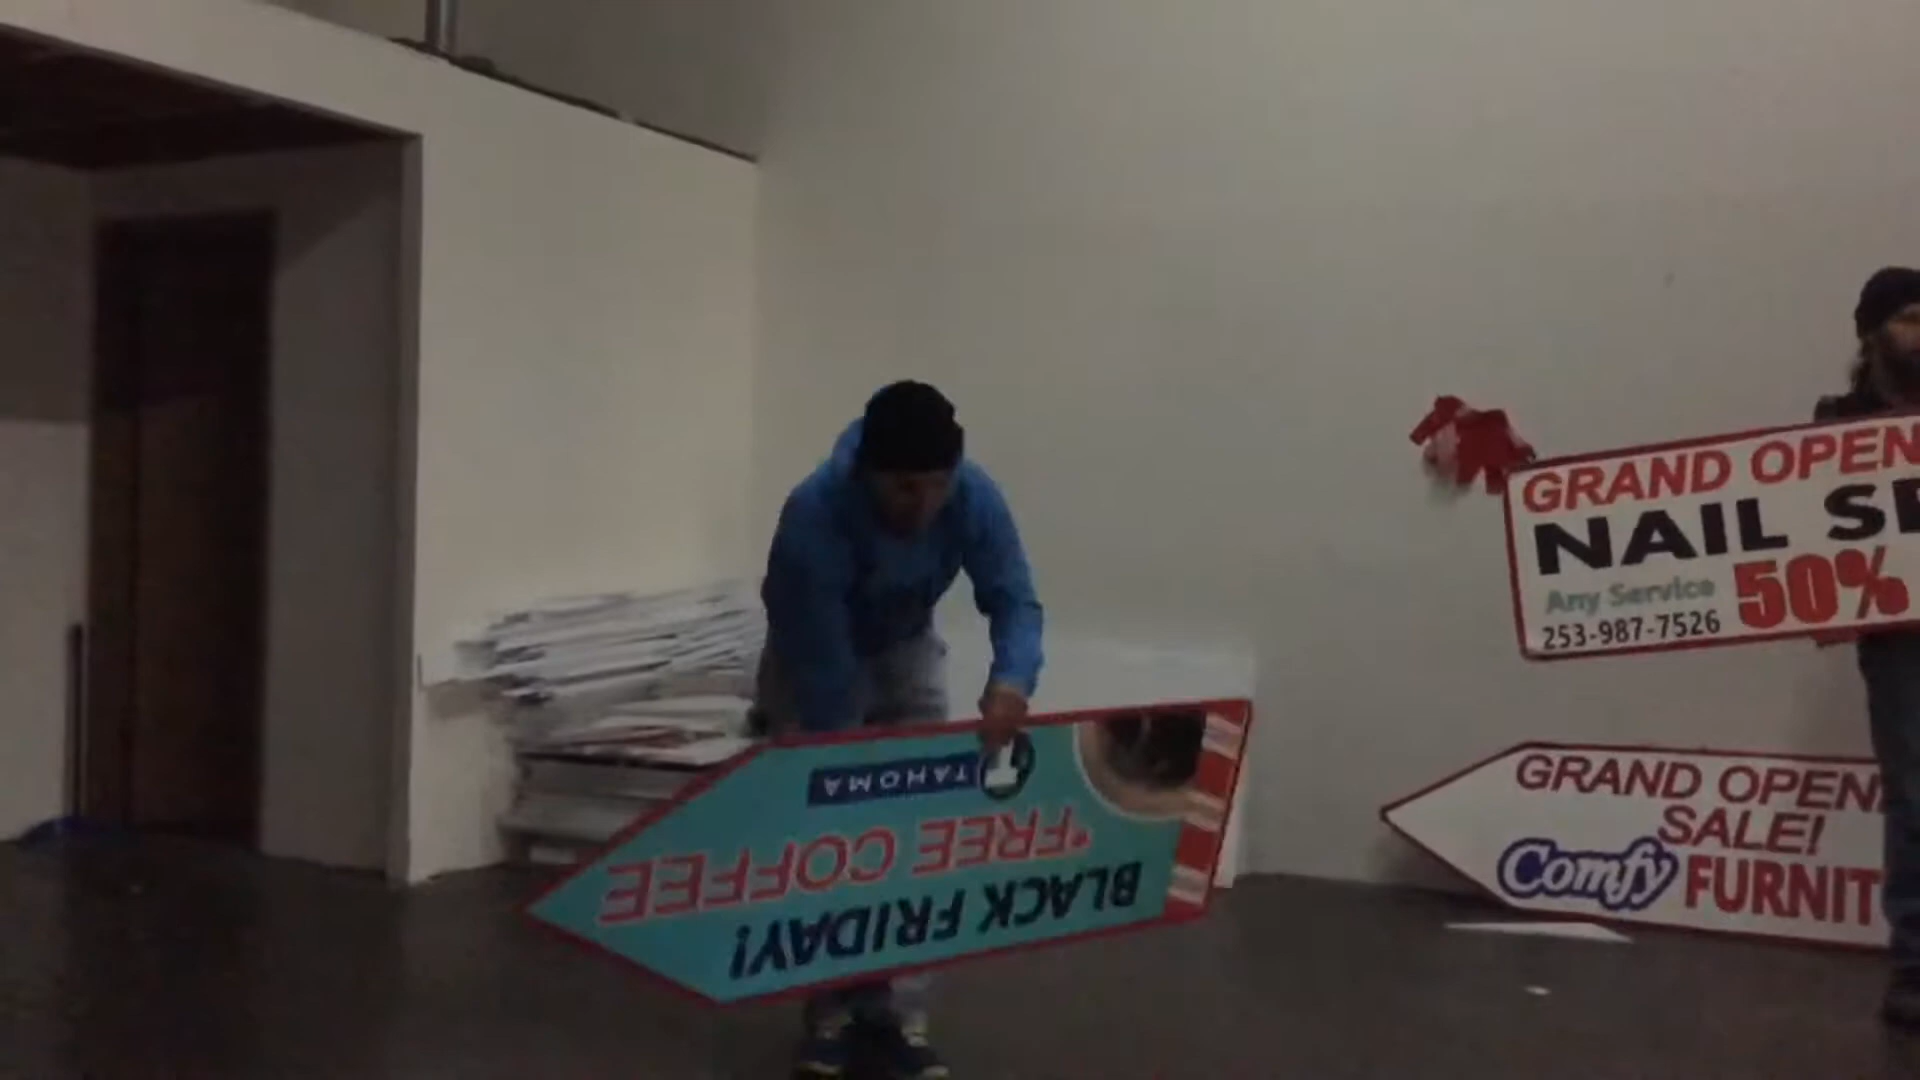 BLACK FRIDAY!
*FREE COFFEE
TAHOMA
GRAND OPEN
NAIL
Any Service
50%
253-987-7526
GRAND OPEN
SALE!
Comfy FURNIT